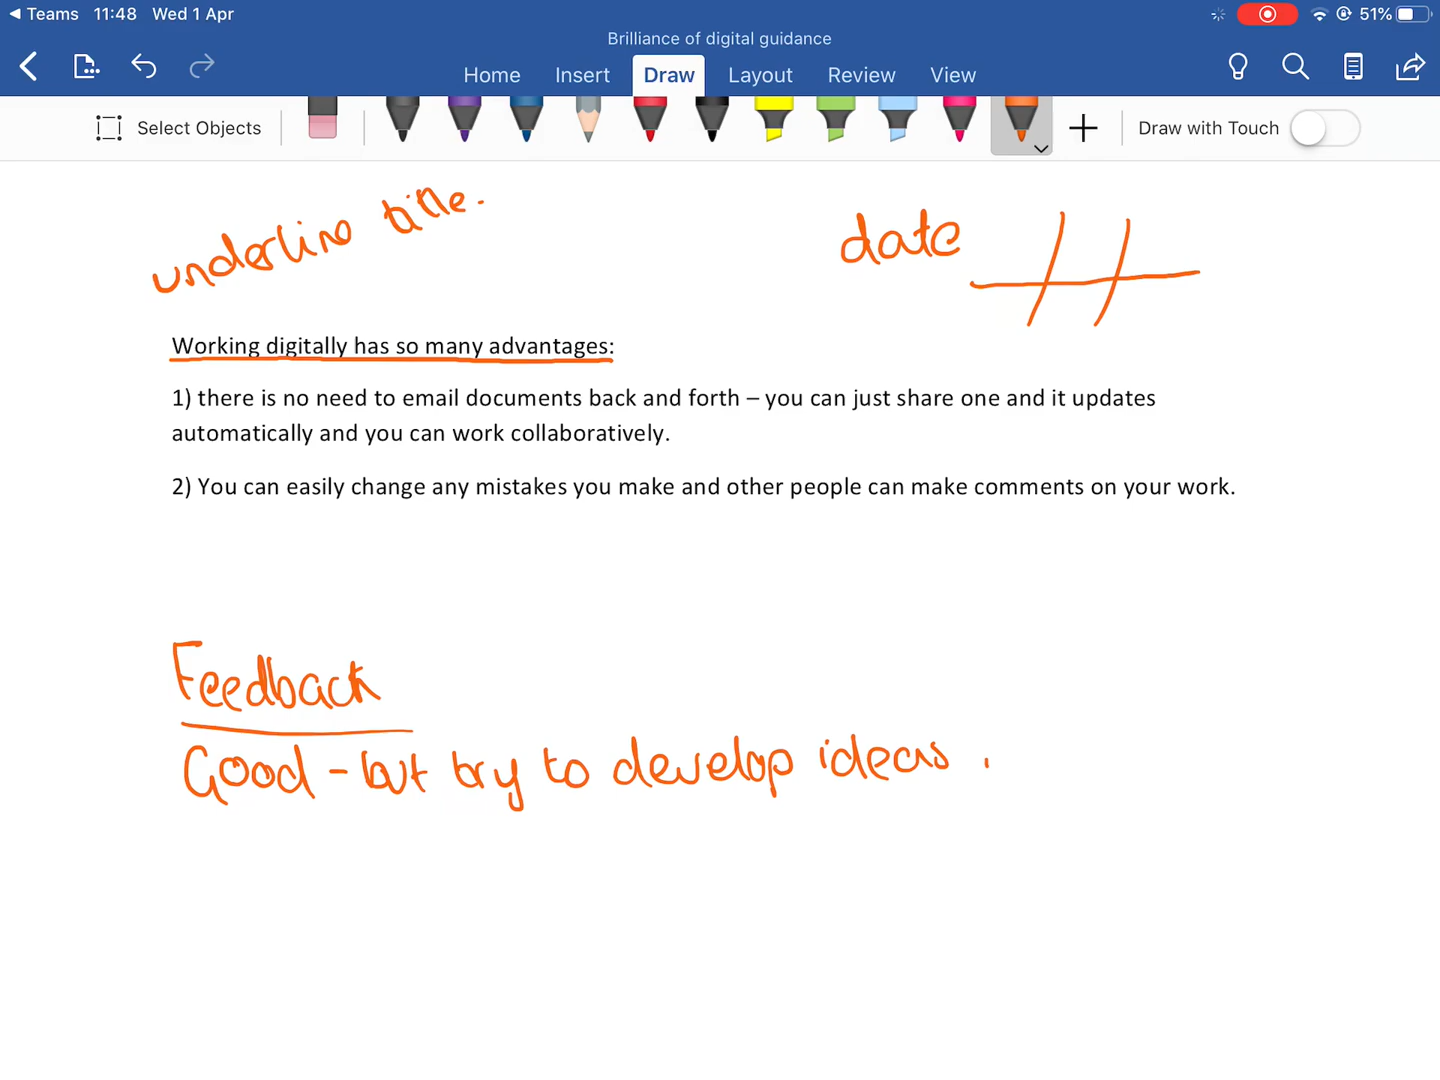 Teams 11:48 Wed 1 Apr 51%
Brilliance of digital guidance
Home Insert Draw Layout Review View
Select Objects Draw with Touch
underline title.
date
Working digitally has so many advantages:
1) there is no need to email documents back and forth – you can just share one and it updates
automatically and you can work collaboratively.
2) You can easily change any mistakes you make and other people can make comments on your work.
Feedback
Good - but try to develop ideas.